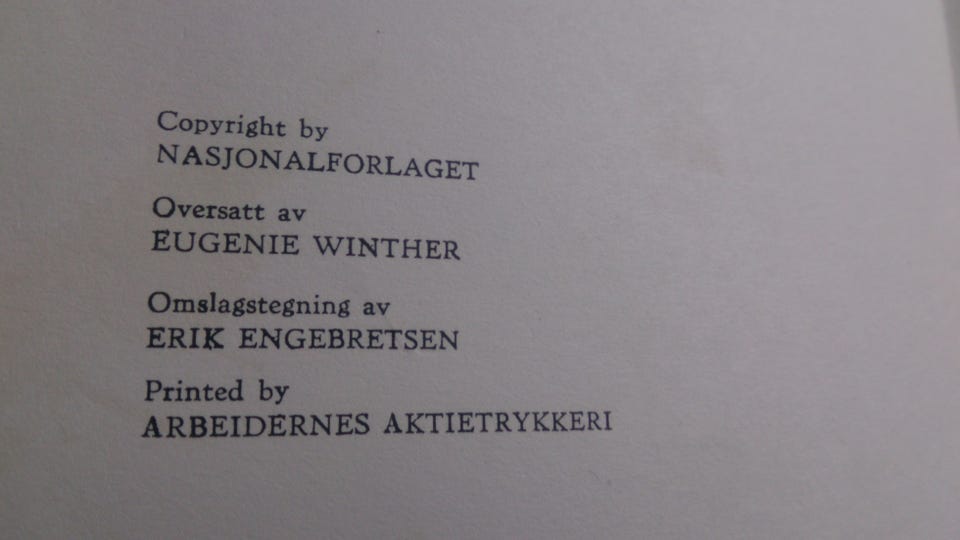 Copyright by
NASJONALFORLAGET
Oversatt av
EUGENIE WINTHER
Omslagstegning av
ERIK ENGEBRETSEN
Printed by
ARBEIDERNES AKTIETRYKKERI